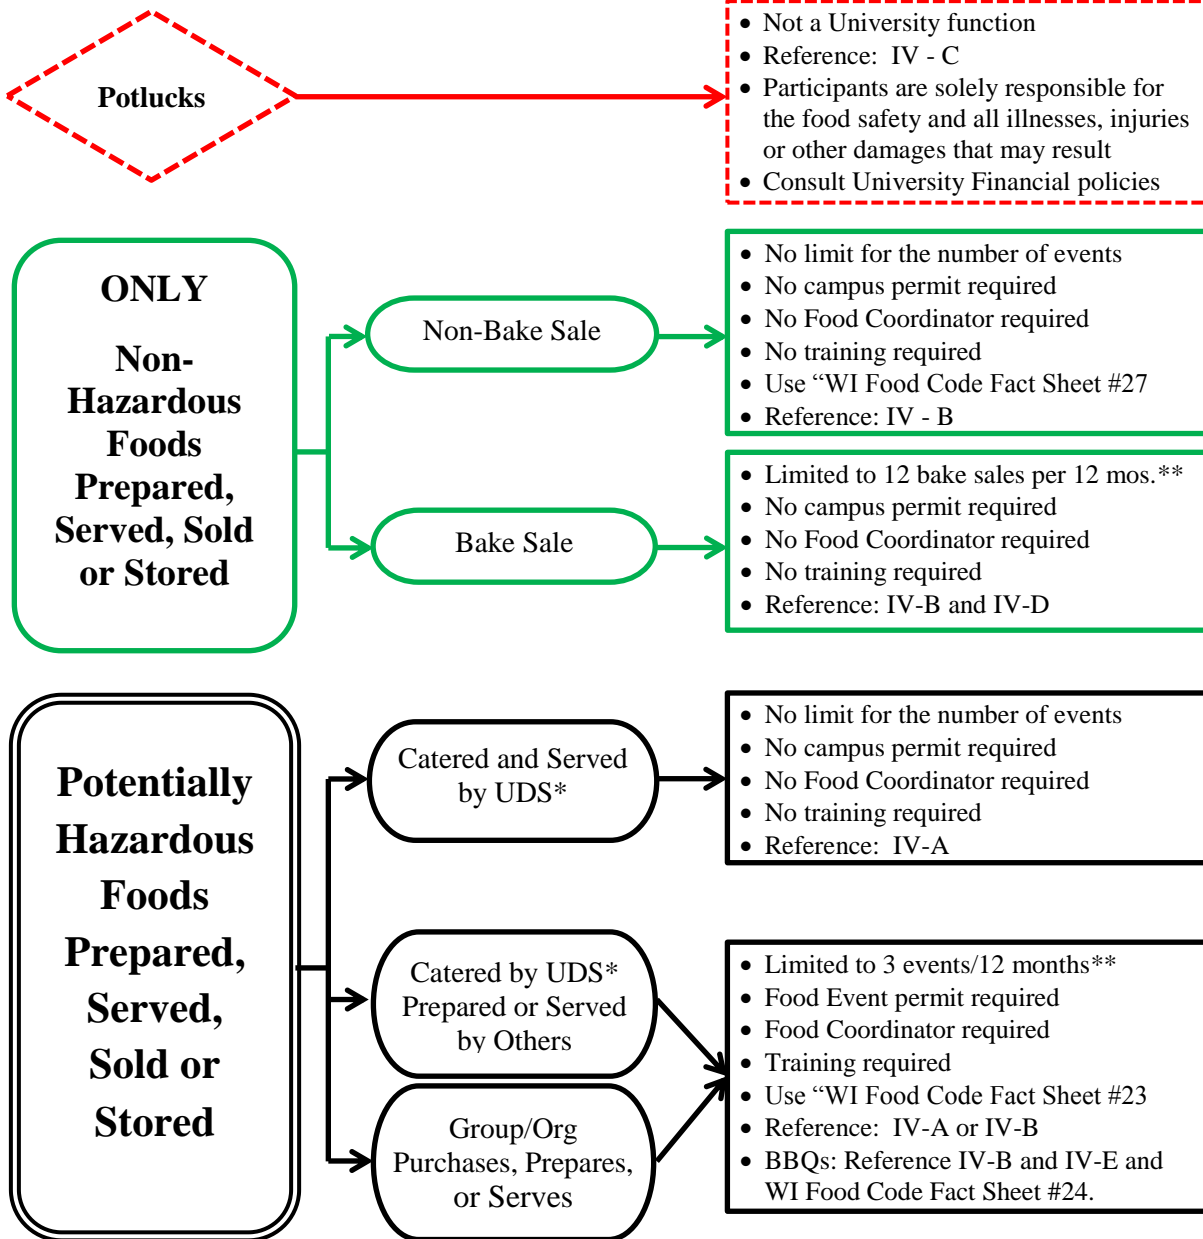 Potlucks
• Not a University function
• Reference:  IV - C
• Participants are solely responsible for
the food safety and all illnesses, injuries
or other damages that may result
• Consult University Financial policies
ONLY
Non-
Hazardous
Foods
Prepared,
Served, Sold
or Stored
Non-Bake Sale
• No limit for the number of events
• No campus permit required
• No Food Coordinator required
• No training required
• Use “WI Food Code Fact Sheet #27
• Reference: IV - B
Bake Sale
• Limited to 12 bake sales per 12 mos.**
• No campus permit required
• No Food Coordinator required
• No training required
• Reference: IV-B and IV-D
Potentially
Hazardous
Foods
Prepared,
Served,
Sold or
Stored
Catered and Served
by UDS*
• No limit for the number of events
• No campus permit required
• No Food Coordinator required
• No training required
• Reference:  IV-A
Catered by UDS*
Prepared or Served
by Others
Group/Org
Purchases, Prepares,
or Serves
• Limited to 3 events/12 months**
• Food Event permit required
• Food Coordinator required
• Training required
• Use “WI Food Code Fact Sheet #23
• Reference:  IV-A or IV-B
• BBQs: Reference IV-B and IV-E and
WI Food Code Fact Sheet #24.